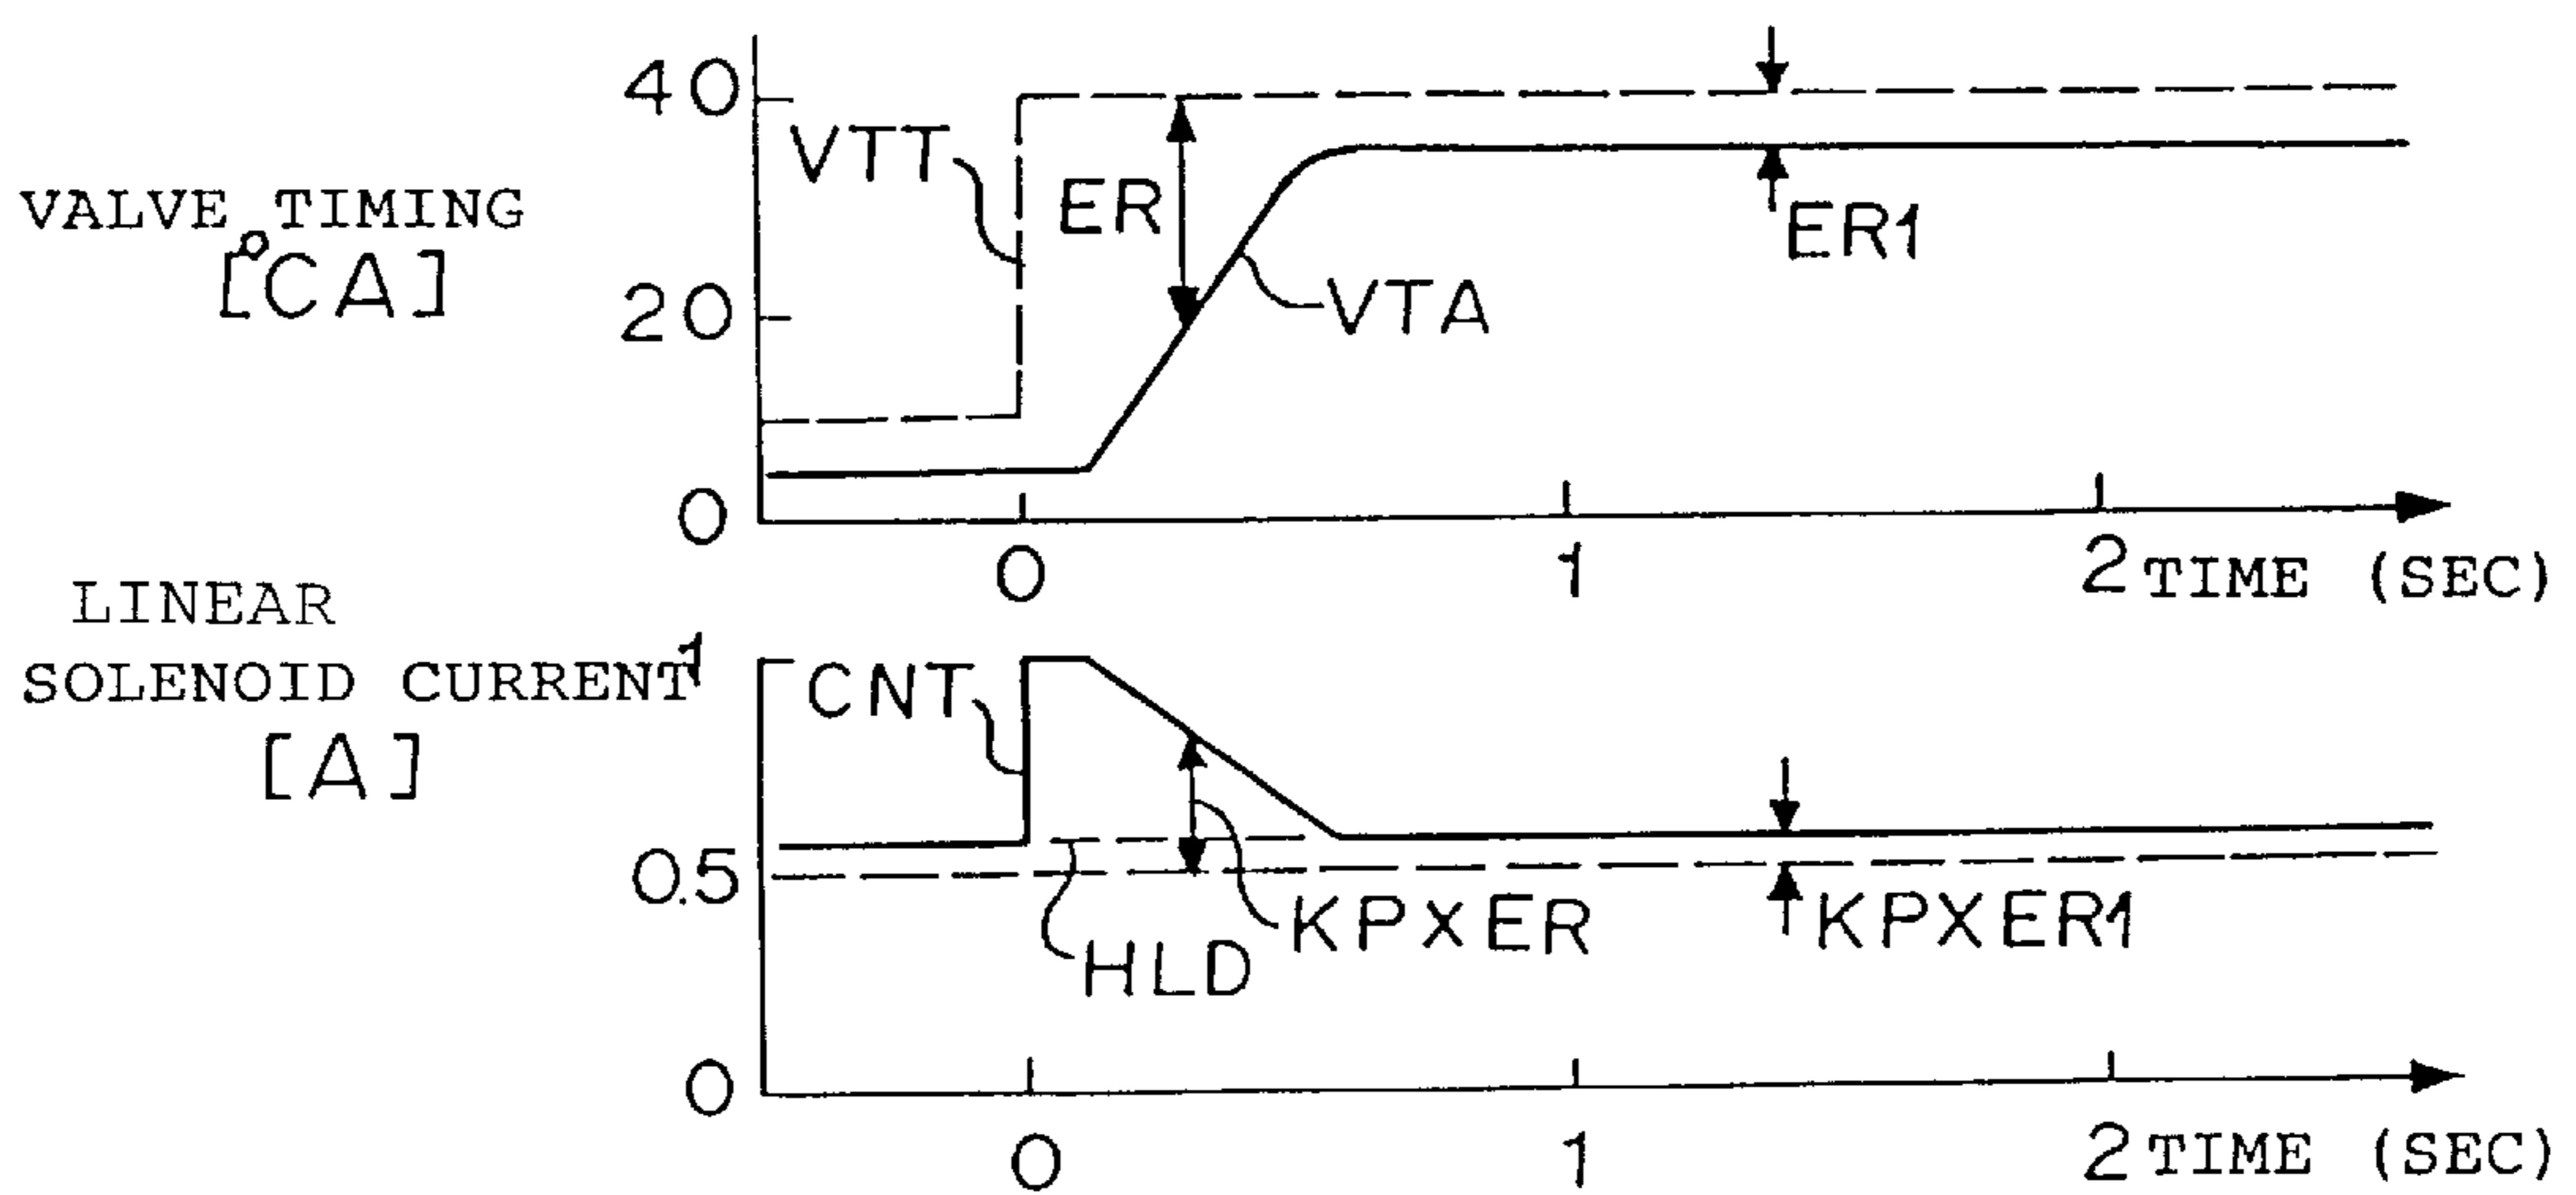 40
VTT
ER
VALVE TIMING
[°CA]
20
VTA
ER1
0
0
1
2 TIME (SEC)
LINEAR
SOLENOID CURRENT
[A]
1
CNT
0.5
HLD
KPXER
KPXER1
0
0
1
2 TIME (SEC)